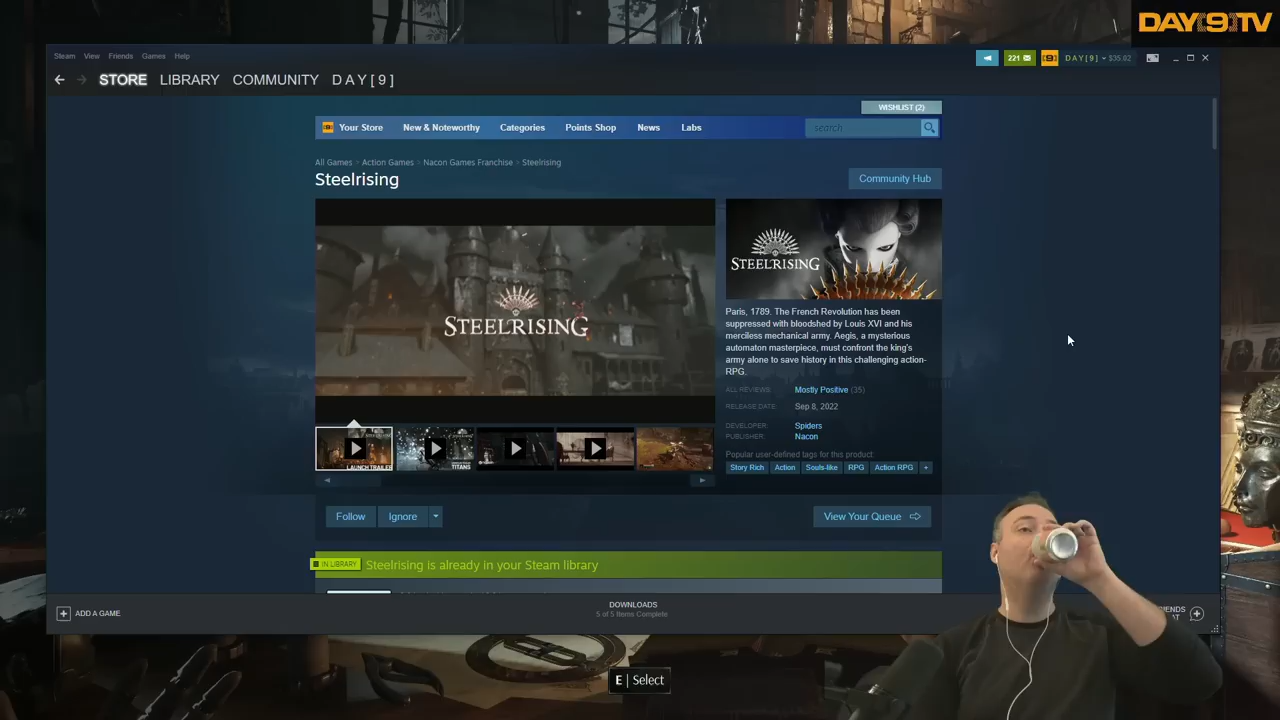 DAY[9]TV
Steam View Friends Games Help
221
DAY[9] $35.02
STORE LIBRARY COMMUNITY DAY[9]
WISHLIST (2)
Your Store New & Noteworthy Categories Points Shop News Labs search
All Games > Action Games > Nacon Games Franchise > Steelrising
Steelrising
Community Hub
STEELRISING
STEELRISING
Paris, 1789. The French Revolution has been
suppressed with bloodshed by Louis XVI and his
merciless mechanical army. Aegis, a mysterious
automaton masterpiece, must confront the king's
army alone to save history in this challenging action-
RPG.
ALL REVIEWS: Mostly Positive (35)
RELEASE DATE: Sep 8, 2022
DEVELOPER: Spiders
PUBLISHER: Nacon
Popular user-defined tags for this product:
Story Rich Action Souls-like RPG Action RPG +
LAUNCH TRAILER
TITANS
Follow Ignore
View Your Queue
IN LIBRARY Steelrising is already in your Steam library
ADD A GAME
DOWNLOADS
5 of 5 Items Complete
E | Select